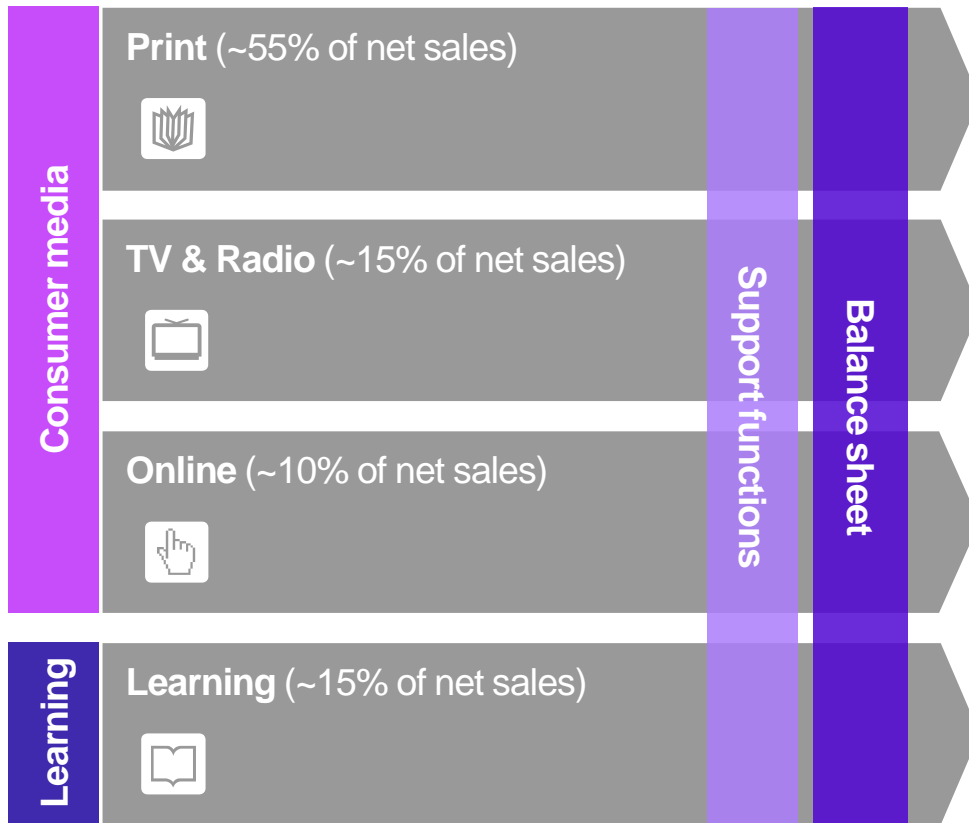 Consumer media
Print (~55% of net sales)
TV & Radio (~15% of net sales)
Online (~10% of net sales)
Learning
Learning (~15% of net sales)
Support functions
Balance sheet